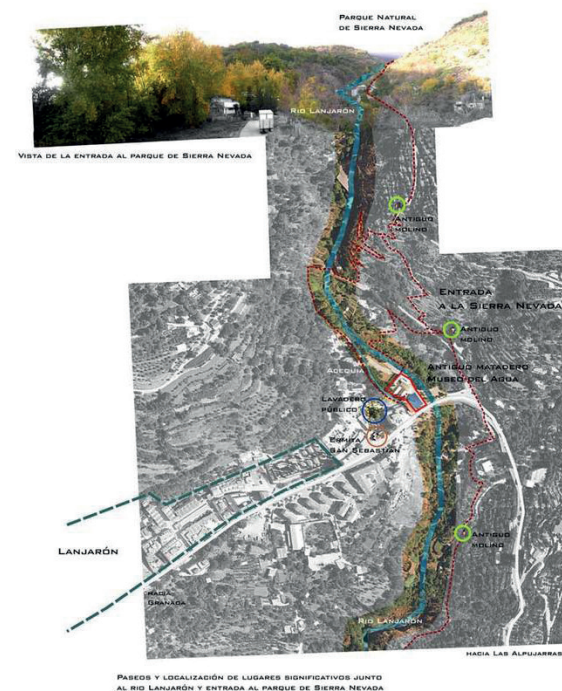 PARQUE NATURAL
DE SIERRA NEVADA
RIO LANJARÓN
VISTA DE LA ENTRADA AL PARQUE DE SIERRA NEVADA
ANTIGUO
MOLINO
ENTRADA
A LA SIERRA NEVADA
ANTIGUO
MOLINO
ACEQUIA
ANTIGUO MATADERO
MUSEO DEL AGUA
LAVADERO
PÚBLICO
ERMITA
SAN SEBASTIÁN
ANTIGUO
MOLINO
LANJARÓN
HACIA
GRANADA
RIO LANJARÓN
HACIA LAS ALPUJARRAS
PASEOS Y LOCALIZACIÓN DE LUGARES SIGNIFICATIVOS JUNTO
AL RIO LANJARÓN Y ENTRADA AL PARQUE DE SIERRA NEVADA